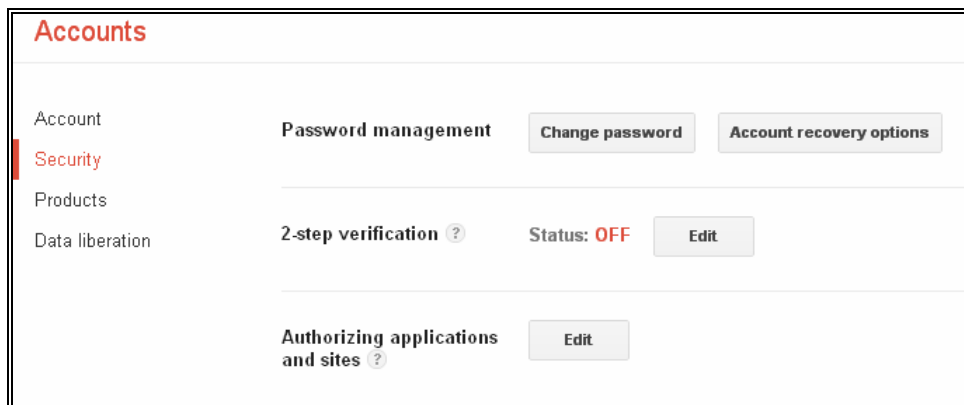 Accounts
Account
Security
Products
Data liberation
Password management Change password Account recovery options
2-step verification ? Status: OFF Edit
Authorizing applications
and sites ? Edit